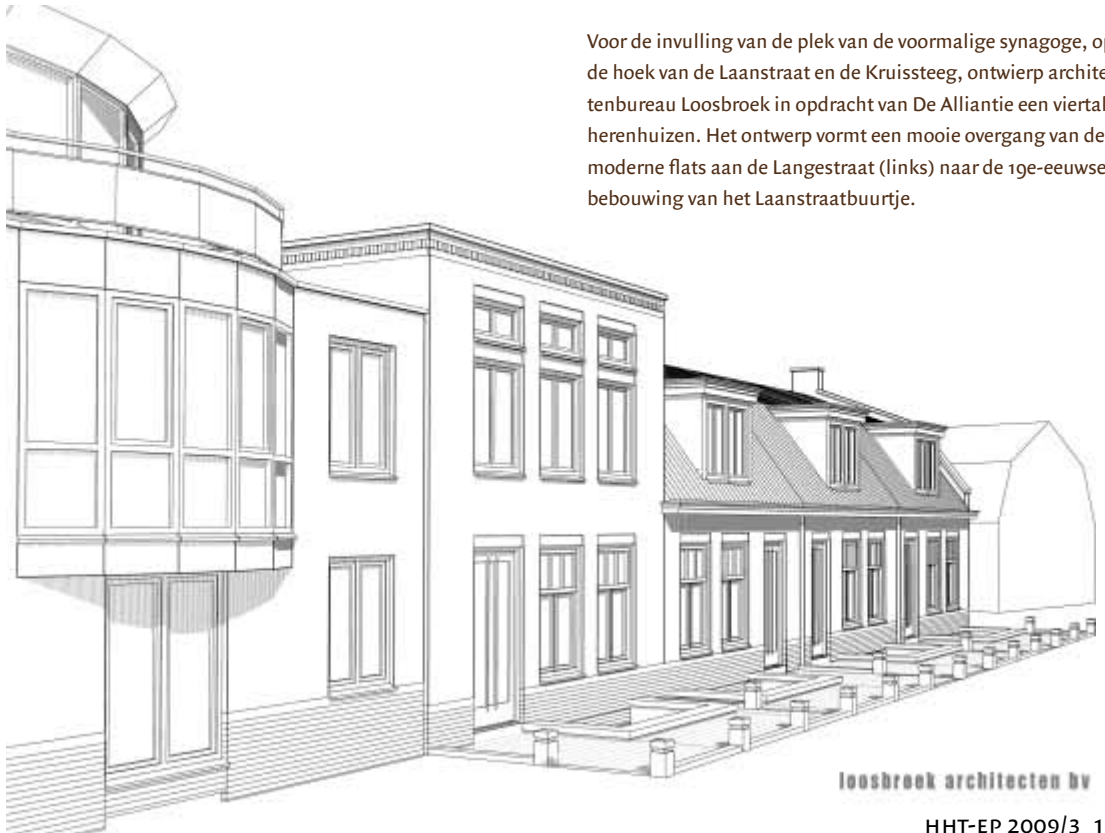 Voor de invulling van de plek van de voormalige synagoge, op
de hoek van de Laanstraat en de Kruissteeg, ontwierp archite
tenbureau Loosbroek in opdracht van De Alliantie een viertal
herenhuizen. Het ontwerp vormt een mooie overgang van de
moderne flats aan de Langestraat (links) naar de 19e-eeuwse
bebouwing van het Laanstraatbuurtje.
loosbroek architecten bv
HHT-EP 2009/3 1